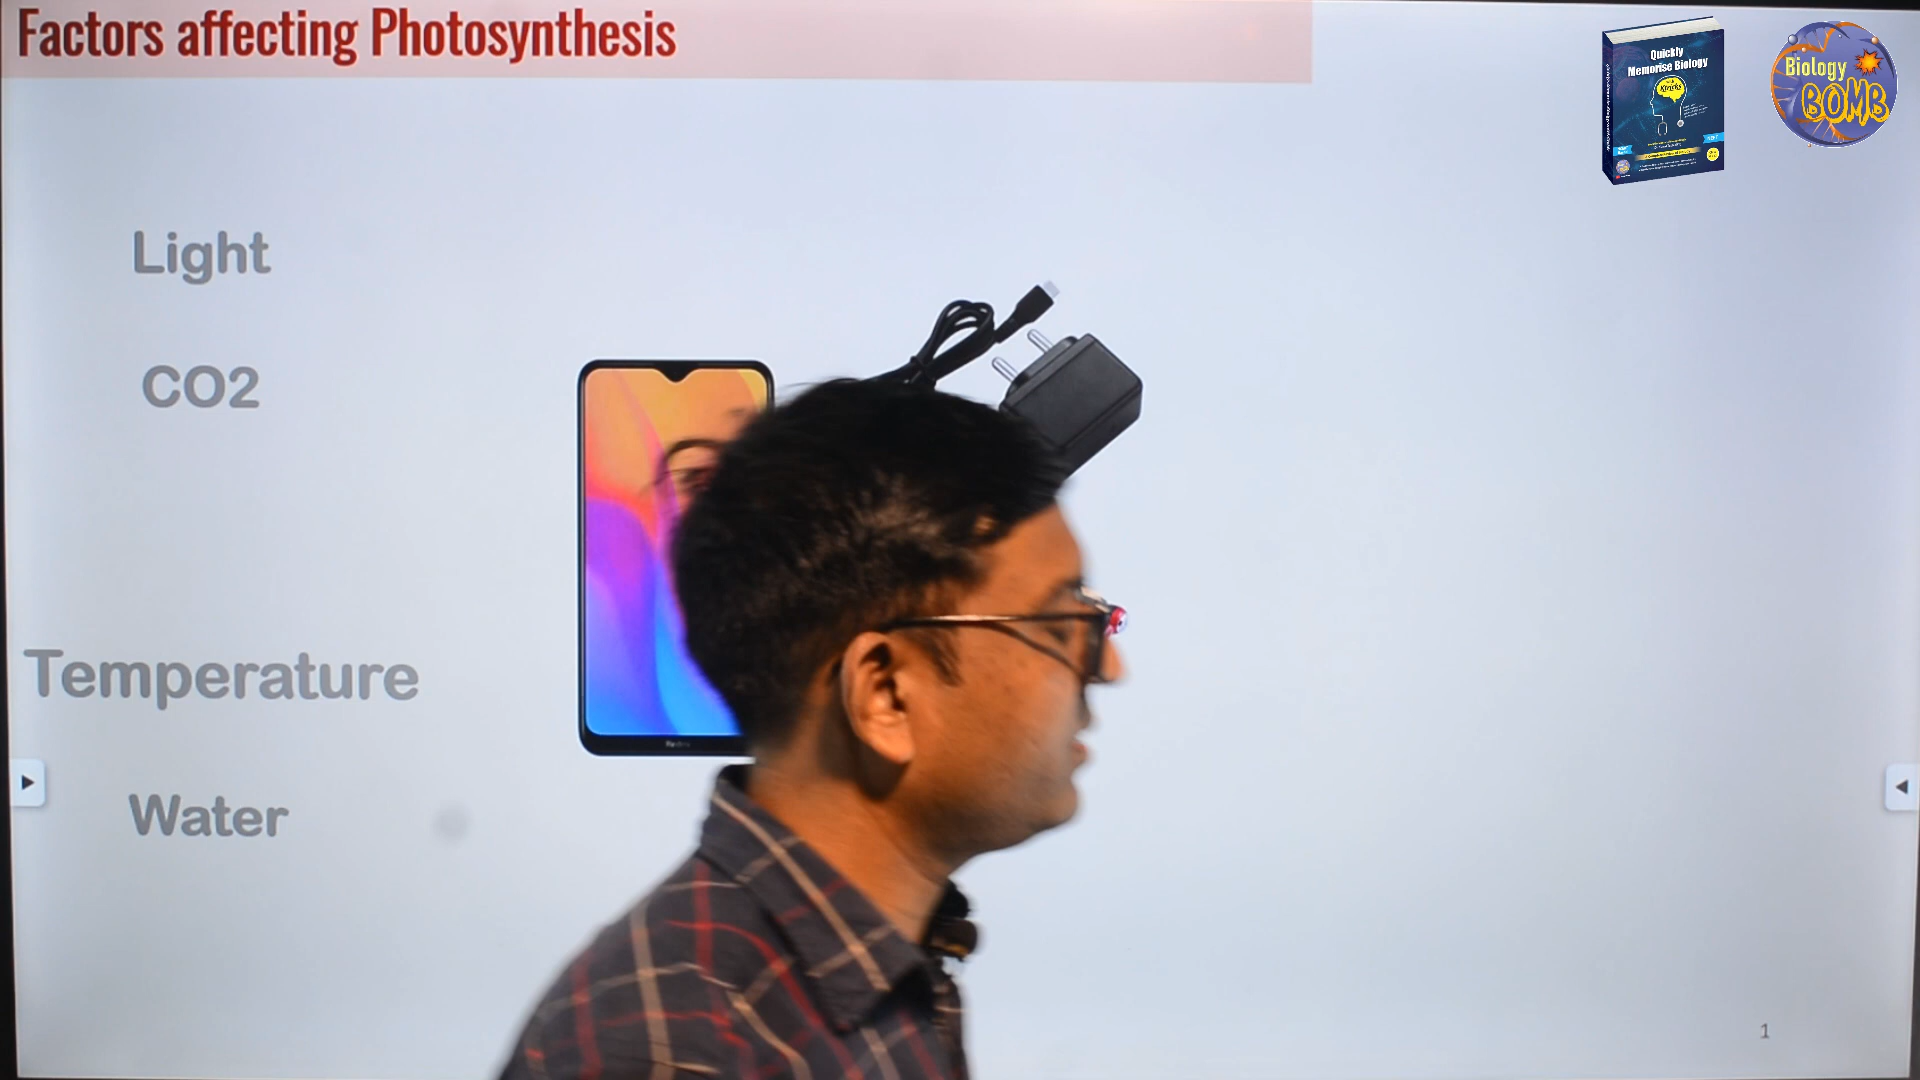 Factors affecting Photosynthesis
Quickly
Memorise Biology
Biology
BOMB
Light
CO2
Temperature
Water
1